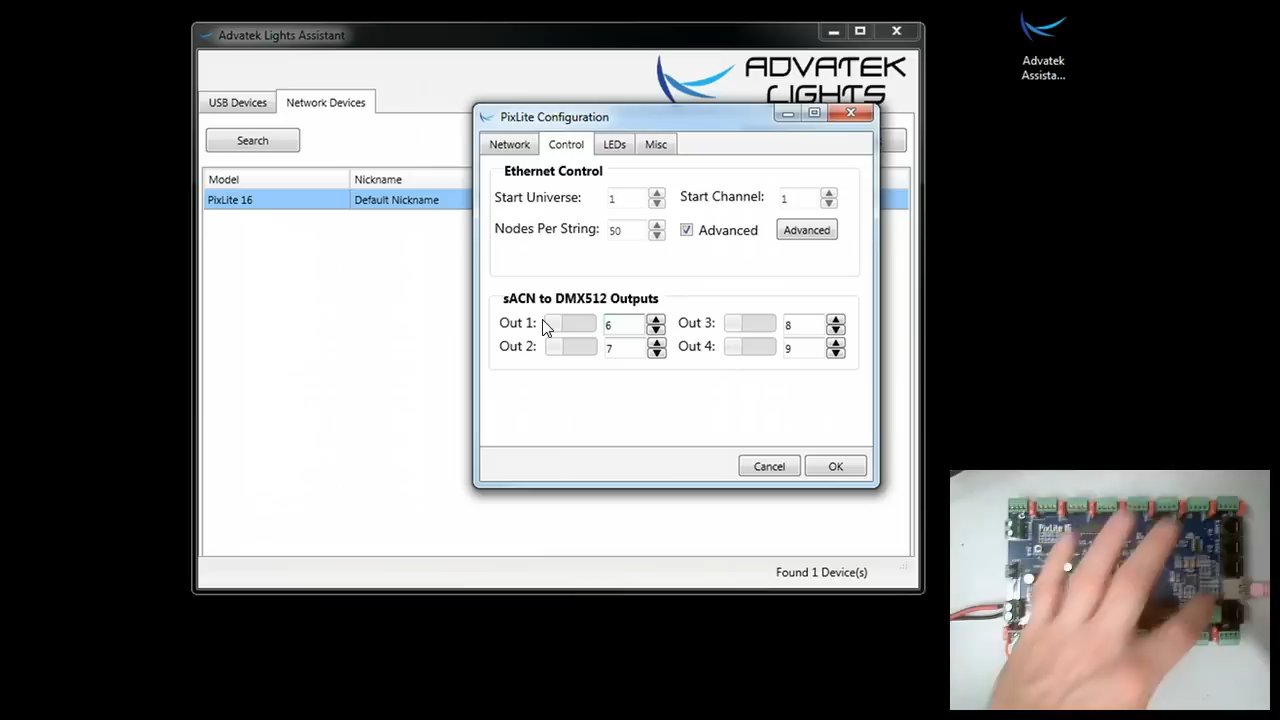 Advatek Lights Assistant
Advatek
Assista...
ADVATEK
LIGHTS
USB Devices
Network Devices
Search
Model
Nickname
PixLite 16
Default Nickname
PixLite Configuration
Network
Control
LEDs
Misc
Ethernet Control
Start Universe:
1
Start Channel:
1
Nodes Per String:
50
Advanced
Advanced
sACN to DMX512 Outputs
Out 1:
6
Out 3:
8
Out 2:
7
Out 4:
9
Cancel
OK
Found 1 Device(s)
PixLite 16